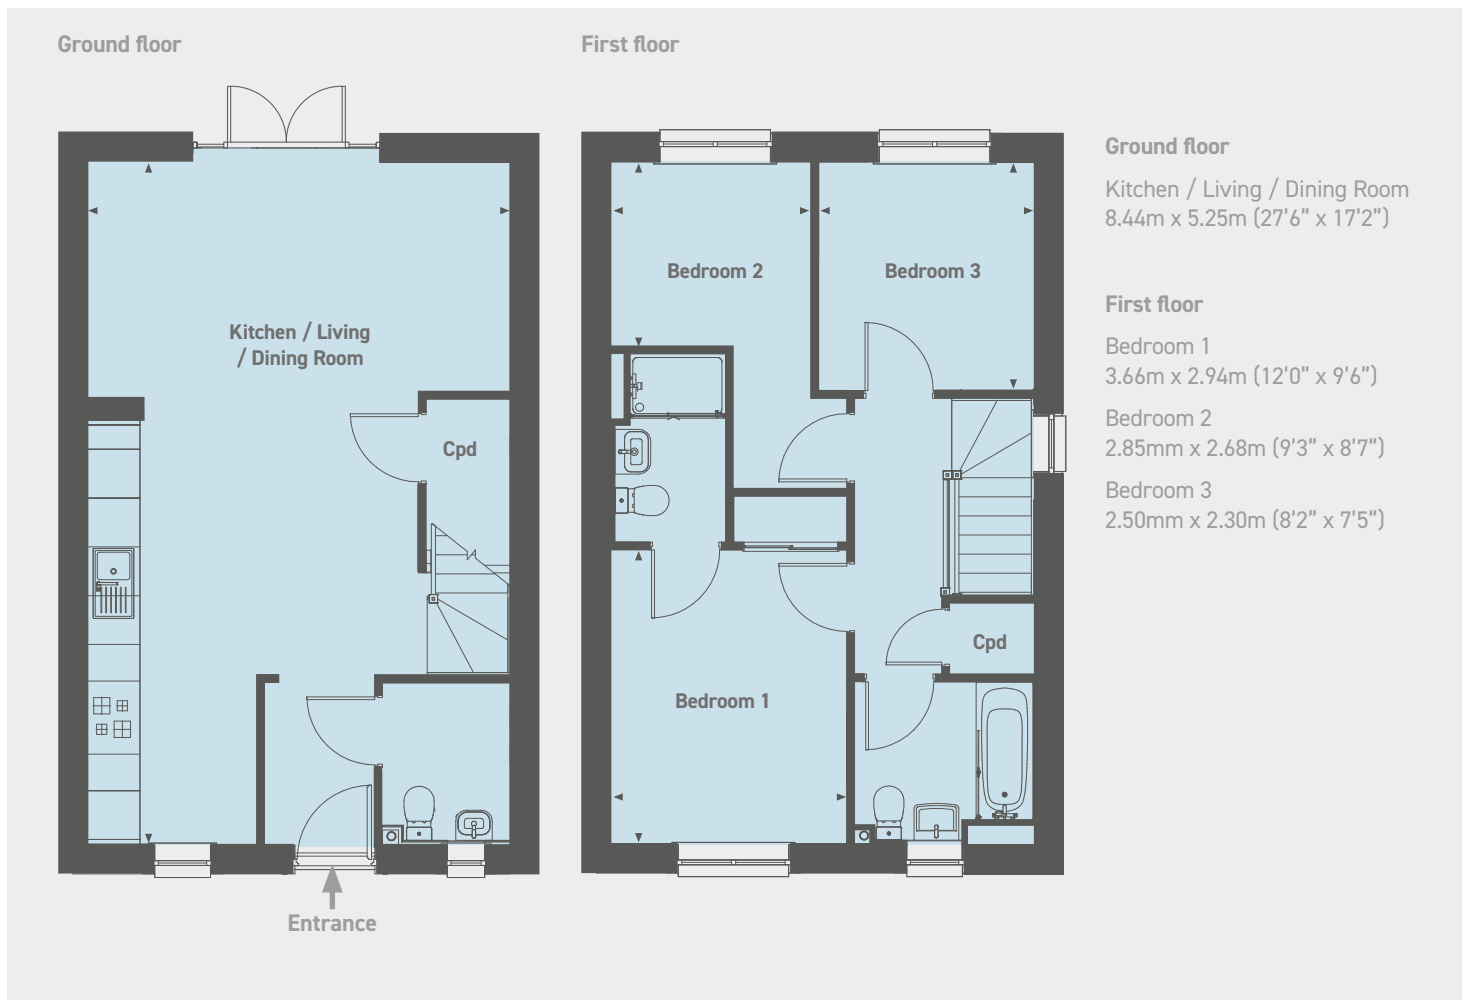 Ground floor
First floor
Kitchen / Living
/ Dining Room
Cpd
Entrance
Bedroom 2
Bedroom 3
Cpd
Bedroom 1
Ground floor
Kitchen / Living / Dining Room
8.44m x 5.25m (27’6” x 17’2”)
First floor
Bedroom 1
3.66m x 2.94m (12’0” x 9’6”)
Bedroom 2
2.85mm x 2.68m (9’3” x 8’7”)
Bedroom 3
2.50mm x 2.30m (8’2” x 7’5”)